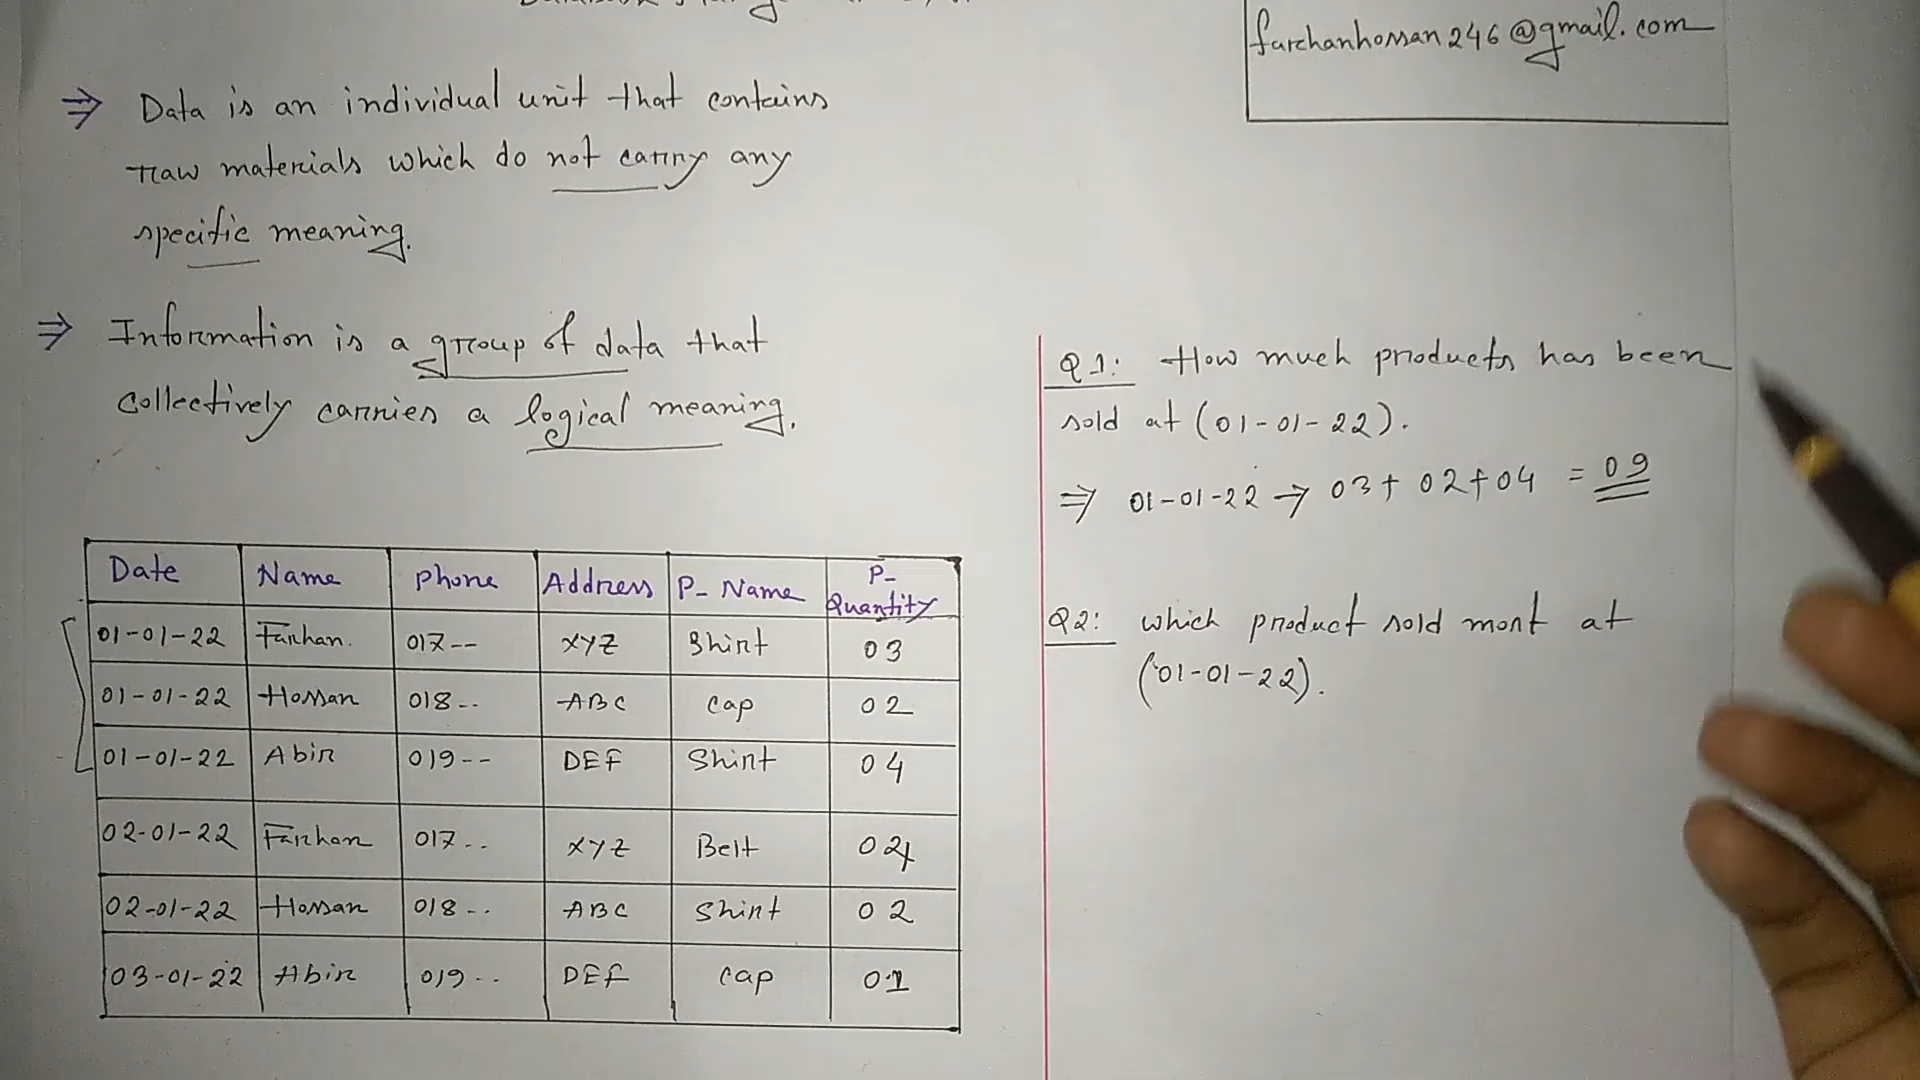 farhanhossan246@gmail.com
⇒ Data is an individual unit that contains
raw materials which do not carry any
specific meaning.
⇒ Information is a group of data that
collectively carries a logical meaning.
Date Name Phone Address P- Name P-Quantity
01-01-22 Farhan. 017-- XYZ Shirt 03
01-01-22 Hossan 018-- ABC Cap 02
01-01-22 Abir 019-- DEF Shirt 04
02-01-22 Farhan 017.. XYZ Belt
02-01-22 Hossan 018-. ABC Shirt 02
03-01-22 Abir 019.. DEF Cap 01
Q1: How much products has been
sold at (01-01-22).
⇒ 01-01-22 → 03+ 02+04 = 09
Q2: which product sold most at
(01-01-22).